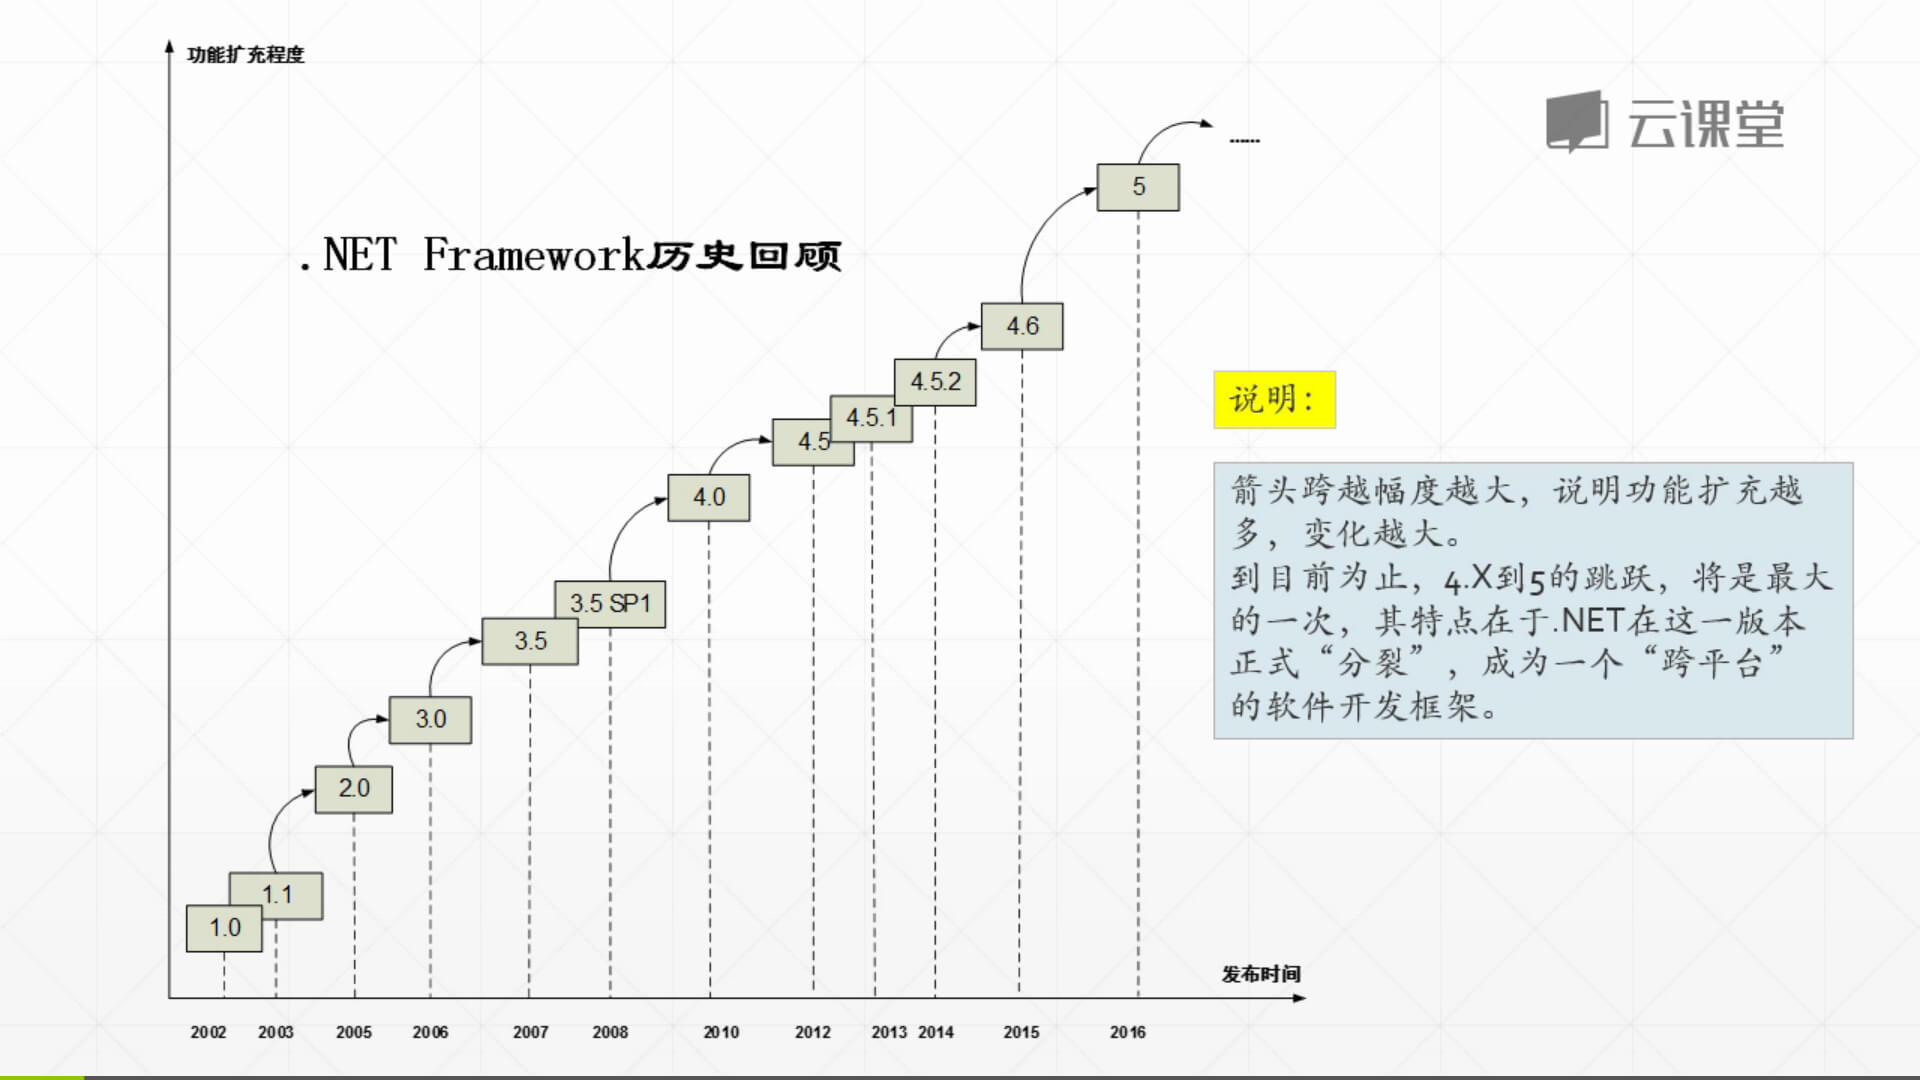 功能扩充程度
云课堂
......
5
.NET Framework历史回顾
4.6
4.5.2
4.5.1
4.5
4.0
3.5 SP1
3.5
3.0
2.0
1.1
1.0
说明：
箭头跨越幅度越大，说明功能扩充越
多，变化越大。
到目前为止，4.X到5的跳跃，将是最大
的一次，其特点在于.NET在这一版本
正式“分裂”，成为一个“跨平台”
的软件开发框架。
发布时间
2002 2003 2005 2006 2007 2008 2010 2012 2013 2014 2015 2016